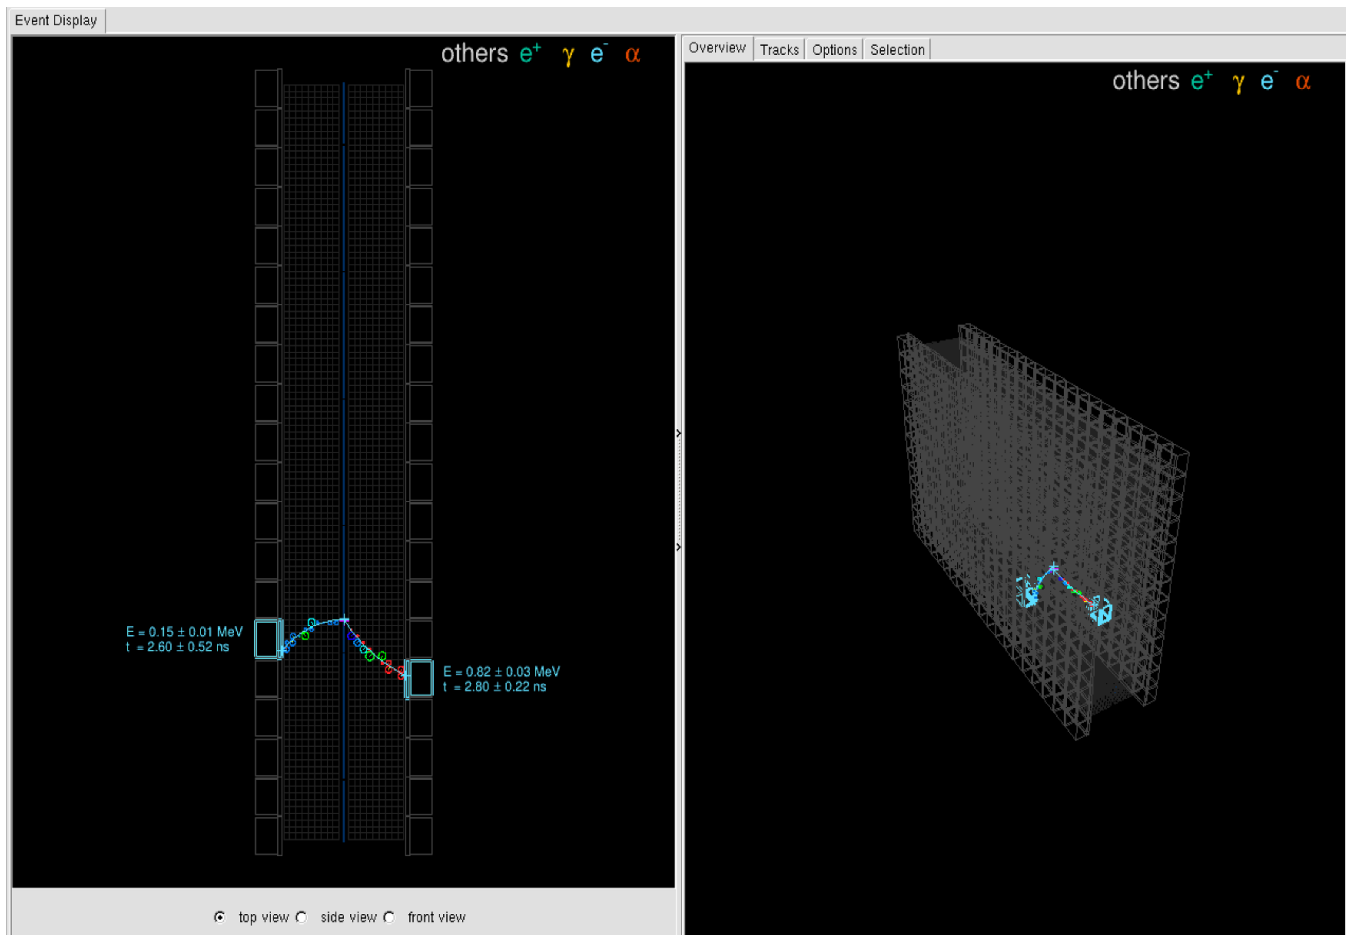 Event Display
others e+ γ e- α
E = 0.15 ± 0.01 MeV
t = 2.60 ± 0.52 ns
E = 0.82 ± 0.03 MeV
t = 2.80 ± 0.22 ns
top view side view front view
Overview Tracks Options Selection
others e+ γ e- α